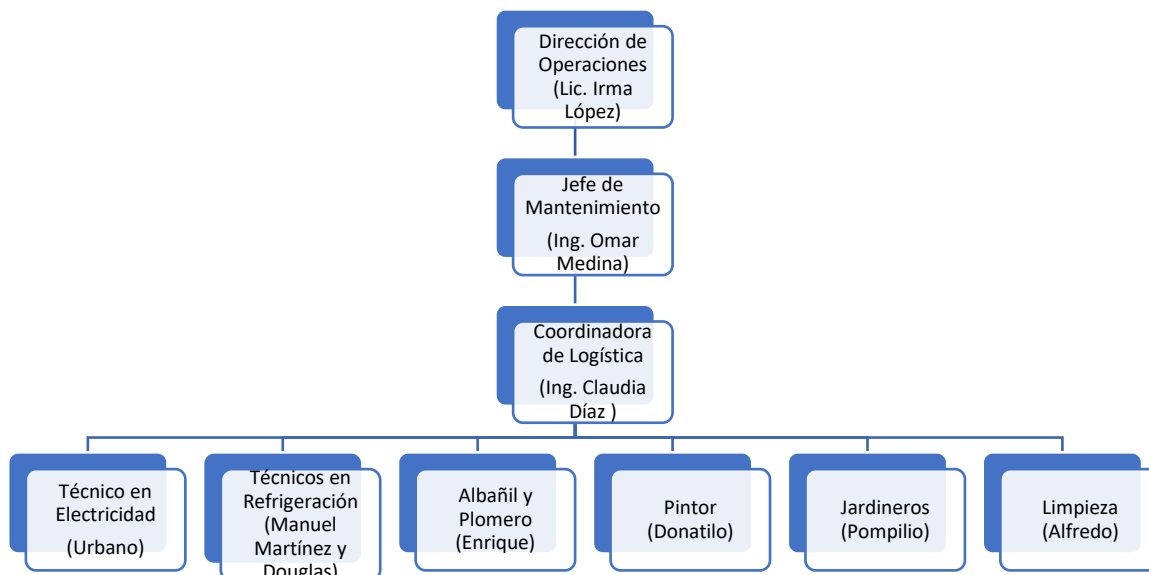 Dirección de
Operaciones
(Lic. Irma
López)
Jefe de
Mantenimiento
(Ing. Omar
Medina)
Coordinadora
de Logística
(Ing. Claudia
Díaz )
Técnico en
Electricidad
(Urbano)
Técnicos en
Refrigeración
(Manuel
Martínez y
Douglas)
Albañil y
Plomero
(Enrique)
Pintor
(Donatilo)
Jardineros
(Pompilio)
Limpieza
(Alfredo)